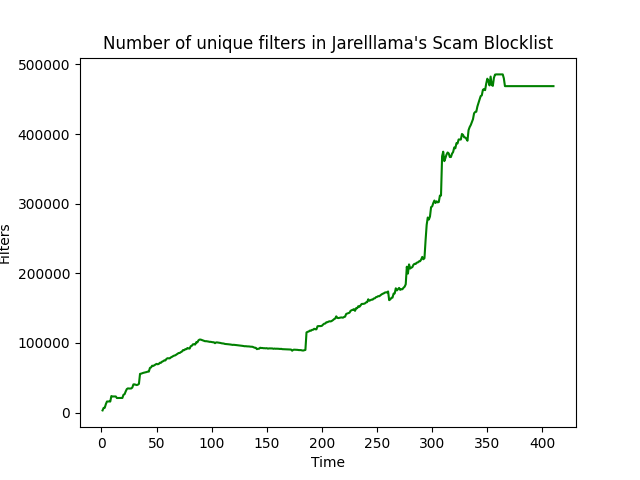 Number of unique filters in Jarelllama's Scam Blocklist
500000
400000
300000
200000
100000
0
Filters
0 50 100 150 200 250 300 350 400
Time